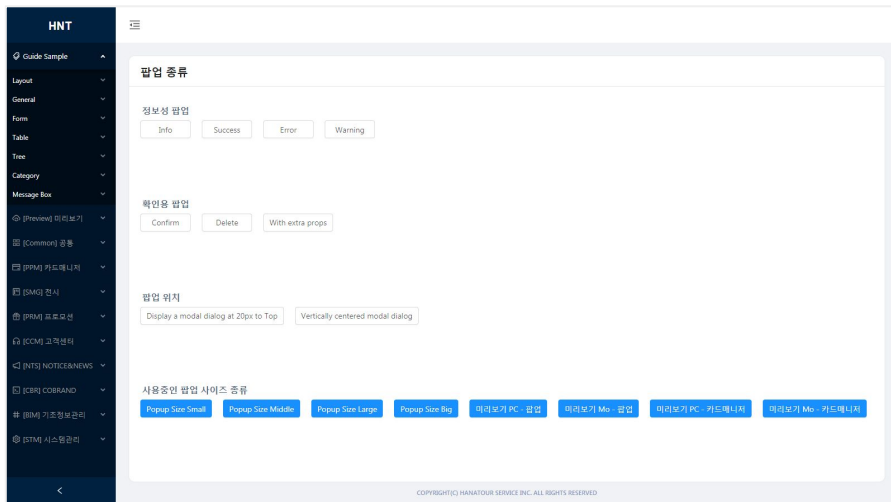 HNT
Guide Sample
Layout
General
Form
Table
Tree
Category
Message Box
[Preview] 미리보기
[Common] 공통
[PPM] 카드매니저
[SMG] 전시
[PRM] 프로모션
[CCM] 고객센터
[NTS] NOTICE&NEWS
[CBR] COBRAND
[BIM] 기초정보관리
[STM] 시스템관리
팝업 종류
정보성 팝업
Info Success Error Warning
확인용 팝업
Confirm Delete With extra props
팝업 위치
Display a modal dialog at 20px to Top Vertically centered modal dialog
사용중인 팝업 사이즈 종류
Popup Size Small Popup Size Middle Popup Size Large Popup Size Big 미리보기 PC - 팝업 미리보기 Mo - 팝업 미리보기 PC - 카드매니저 미리보기 Mo - 카드매니저
COPYRIGHT(C) HANATOUR SERVICE INC. ALL RIGHTS RESERVED